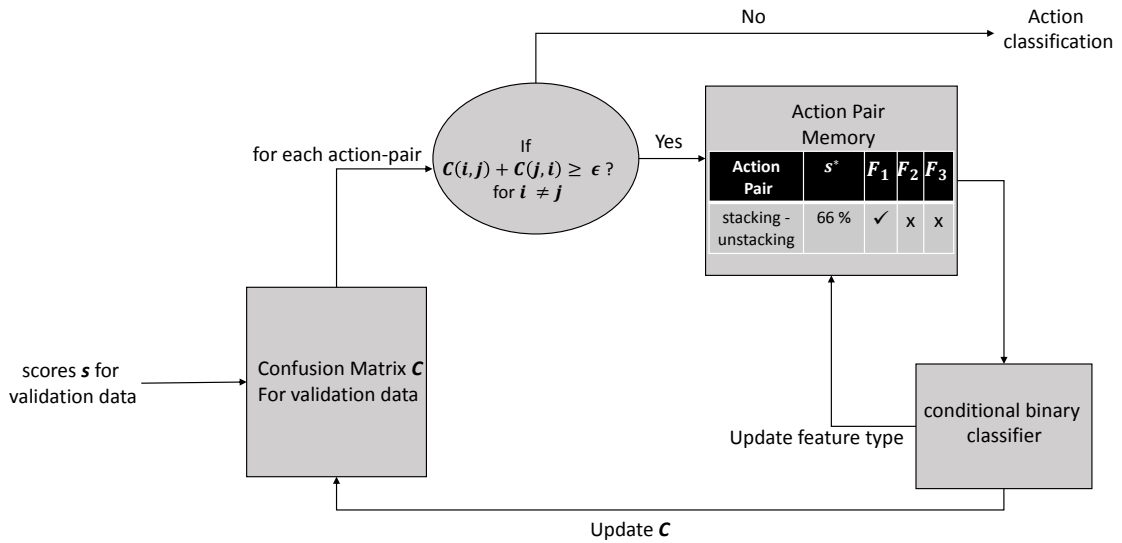 No
Action
classification
If
C(i,j) + C(j,i) ≥ ϵ ?
for i ≠ j
for each action-pair
Yes
Action Pair
Memory
Action
Pair
s*
F₁
F₂
F₃
stacking -
unstacking
66 %
✓
x
x
scores s for
validation data
Confusion Matrix C
For validation data
conditional binary
classifier
Update feature type
Update C